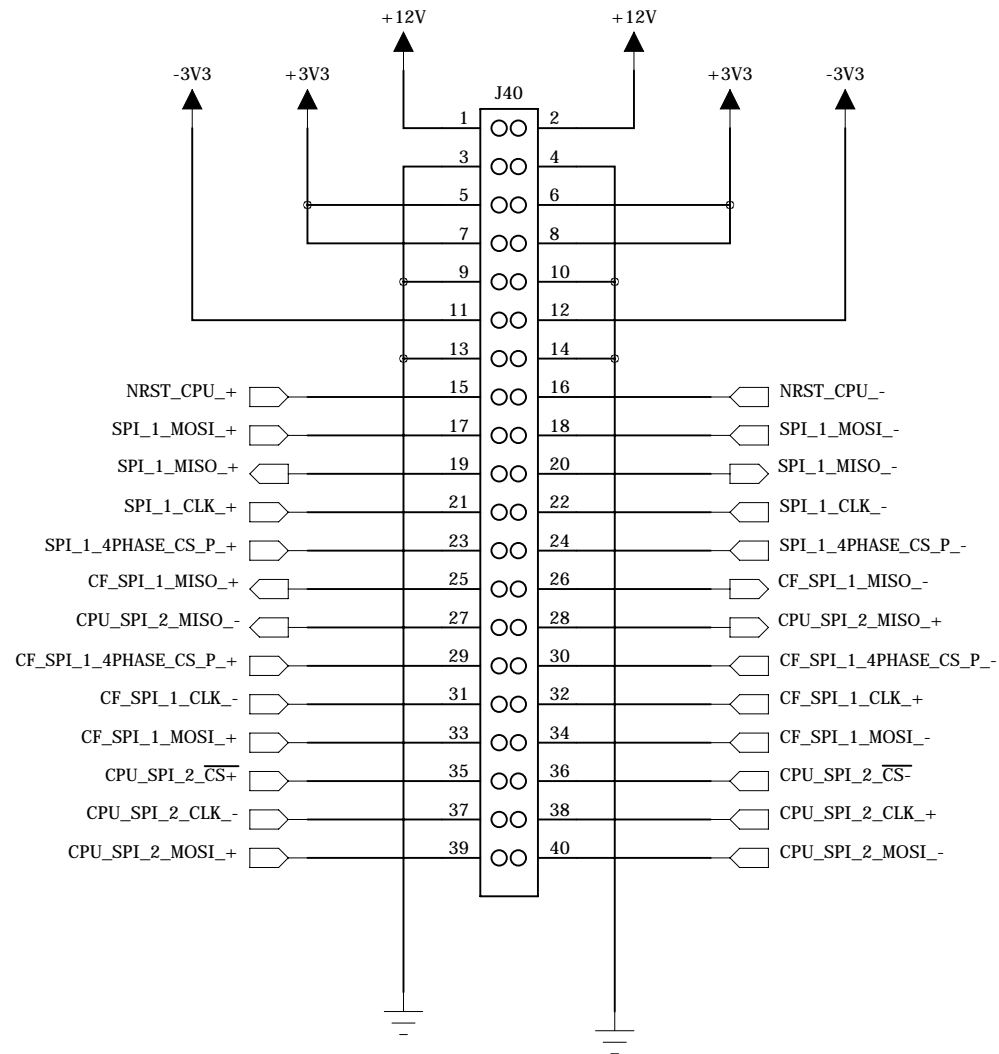 +12V +12V
-3V3 +3V3 +3V3 -3V3
J40
1 2
3 4
5 6
7 8
9 10
11 12
13 14
NRST_CPU_+ 15 16 NRST_CPU_-
SPI_1_MOSI_+ 17 18 SPI_1_MOSI_-
SPI_1_MISO_+ 19 20 SPI_1_MISO_-
SPI_1_CLK_+ 21 22 SPI_1_CLK_-
SPI_1_4PHASE_CS_P_+ 23 24 SPI_1_4PHASE_CS_P_-
CF_SPI_1_MISO_+ 25 26 CF_SPI_1_MISO_-
CPU_SPI_2_MISO_- 27 28 CPU_SPI_2_MISO_+
CF_SPI_1_4PHASE_CS_P_+ 29 30 CF_SPI_1_4PHASE_CS_P_-
CF_SPI_1_CLK_- 31 32 CF_SPI_1_CLK_+
CF_SPI_1_MOSI_+ 33 34 CF_SPI_1_MOSI_-
CPU_SPI_2_CS+ 35 36 CPU_SPI_2_CS-
CPU_SPI_2_CLK_- 37 38 CPU_SPI_2_CLK_+
CPU_SPI_2_MOSI_+ 39 40 CPU_SPI_2_MOSI_-